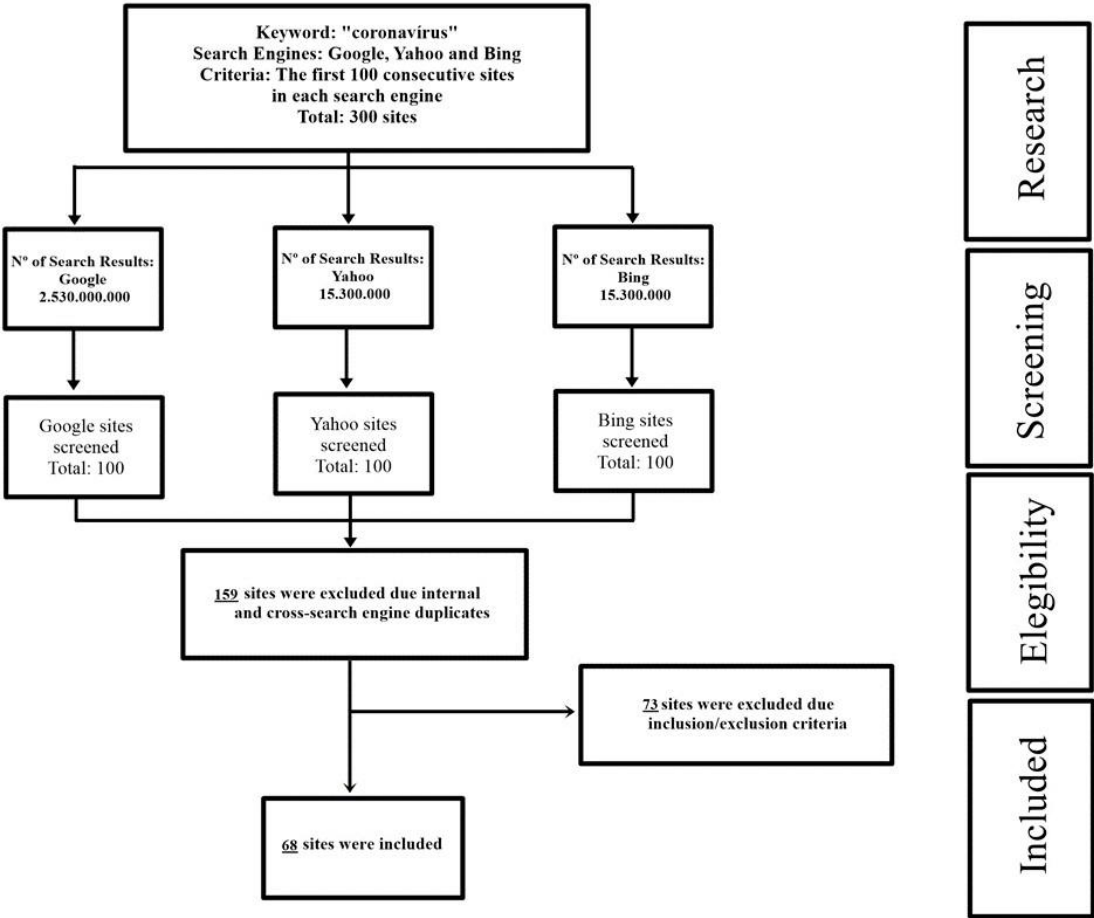 Keyword: "coronavírus"
Search Engines: Google, Yahoo and Bing
Criteria: The first 100 consecutive sites
in each search engine
Total: 300 sites
Nº of Search Results:
Google
2.530.000.000
Nº of Search Results:
Yahoo
15.300.000
Nº of Search Results:
Bing
15.300.000
Google sites
screened
Total: 100
Yahoo sites
screened
Total: 100
Bing sites
screened
Total: 100
159 sites were excluded due internal
and cross-search engine duplicates
73 sites were excluded due
inclusion/exclusion criteria
68 sites were included
Research
Screening
Elegibility
Included